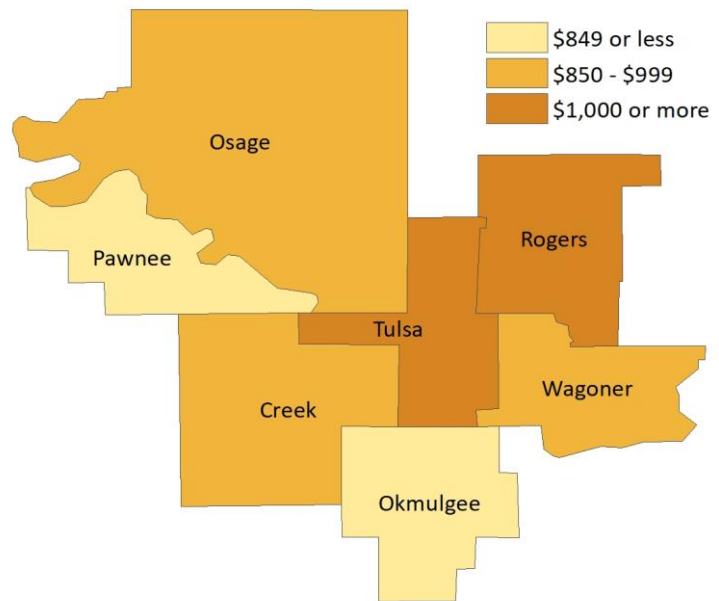 $849 or less
$850 - $999
$1,000 or more
Osage
Rogers
Pawnee
Tulsa
Wagoner
Creek
Okmulgee